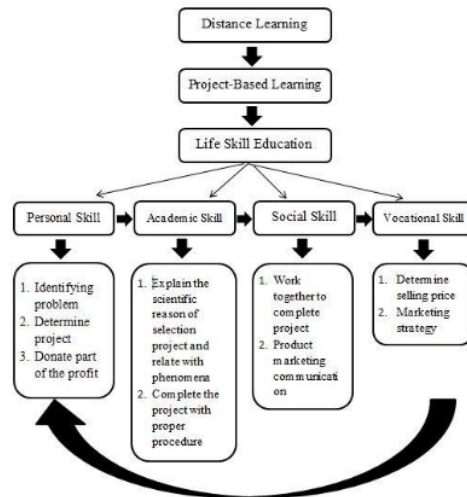 Distance Learning
Project-Based Learning
Life Skill Education
Personal Skill
Academic Skill
Social Skill
Vocational Skill
1. Identifying
problem
2. Determine
project
3. Donate part
of the profit
1. Explain the
scientific
reason of
selection
project and
relate with
phenomena
2. Complete the
project with
proper
procedure
1. Work
together to
complete
project
2. Product
marketing
communicati
on
1. Determine
selling price
2. Marketing
strategy